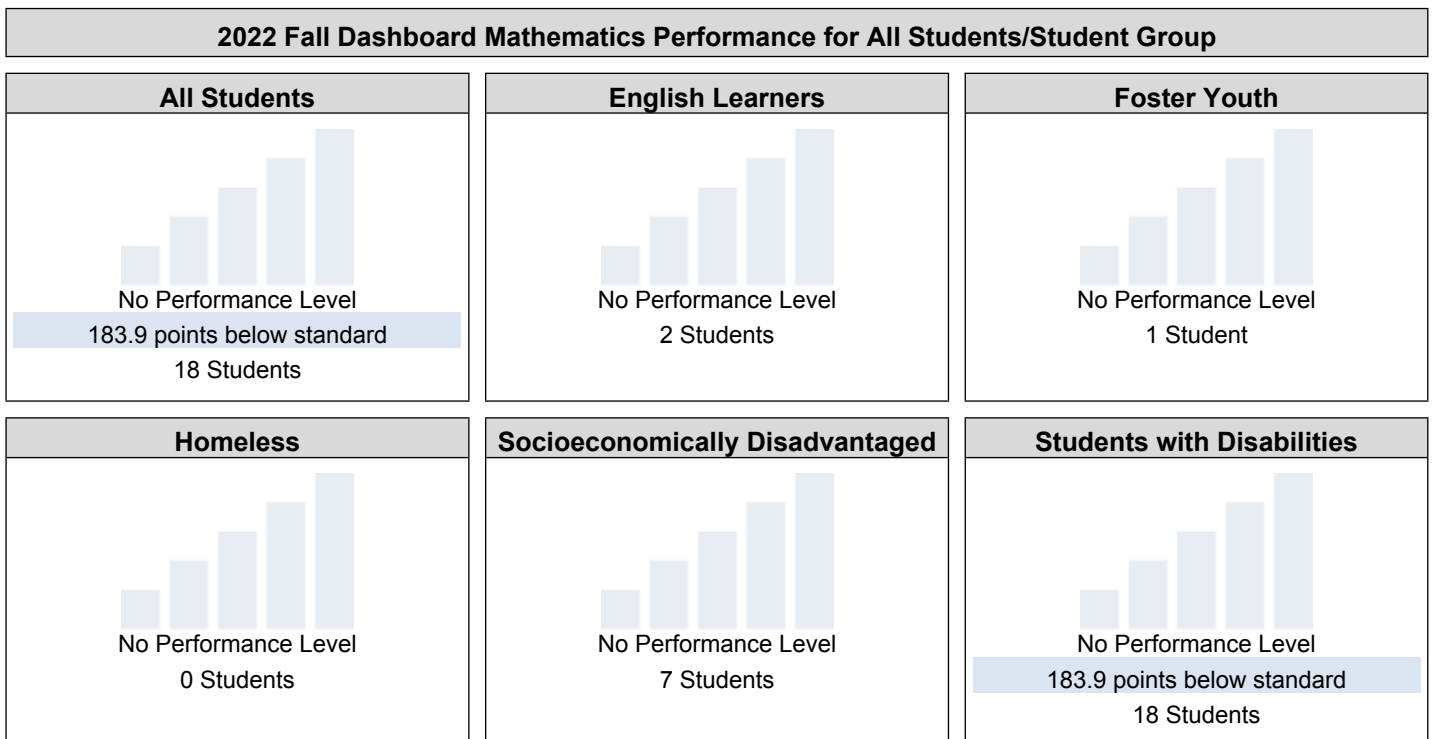 2022 Fall Dashboard Mathematics Performance for All Students/Student Group
All Students
No Performance Level
183.9 points below standard
18 Students
English Learners
No Performance Level
2 Students
Foster Youth
No Performance Level
1 Student
Homeless
No Performance Level
0 Students
Socioeconomically Disadvantaged
No Performance Level
7 Students
Students with Disabilities
No Performance Level
183.9 points below standard
18 Students